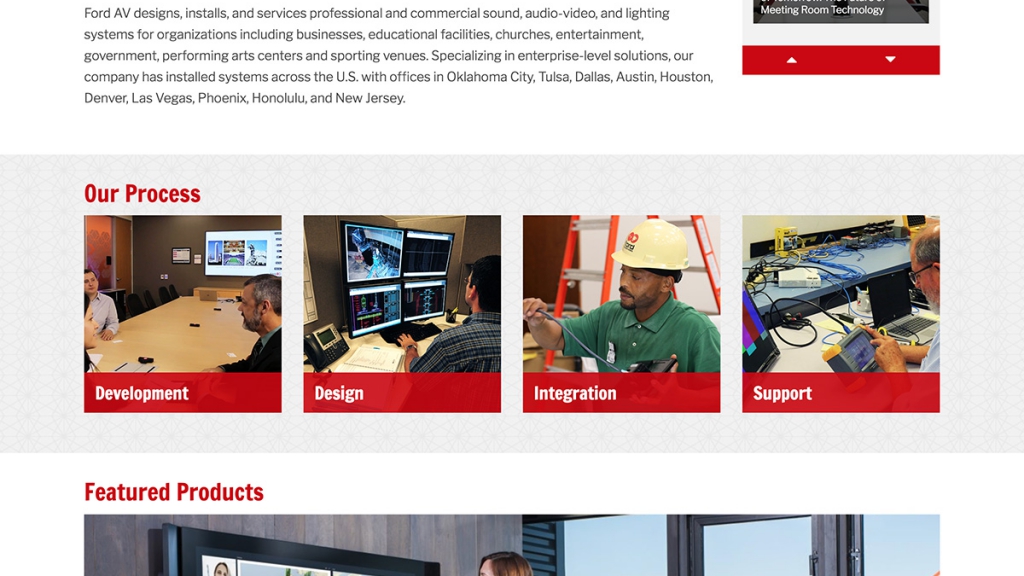 Ford AV designs, installs, and services professional and commercial sound, audio-video, and lighting
systems for organizations including businesses, educational facilities, churches, entertainment,
government, performing arts centers and sporting venues. Specializing in enterprise-level solutions, our
company has installed systems across the U.S. with offices in Oklahoma City, Tulsa, Dallas, Austin, Houston,
Denver, Las Vegas, Phoenix, Honolulu, and New Jersey.
Meeting Room Technology
Our Process
Development
Design
Integration
Support
Featured Products